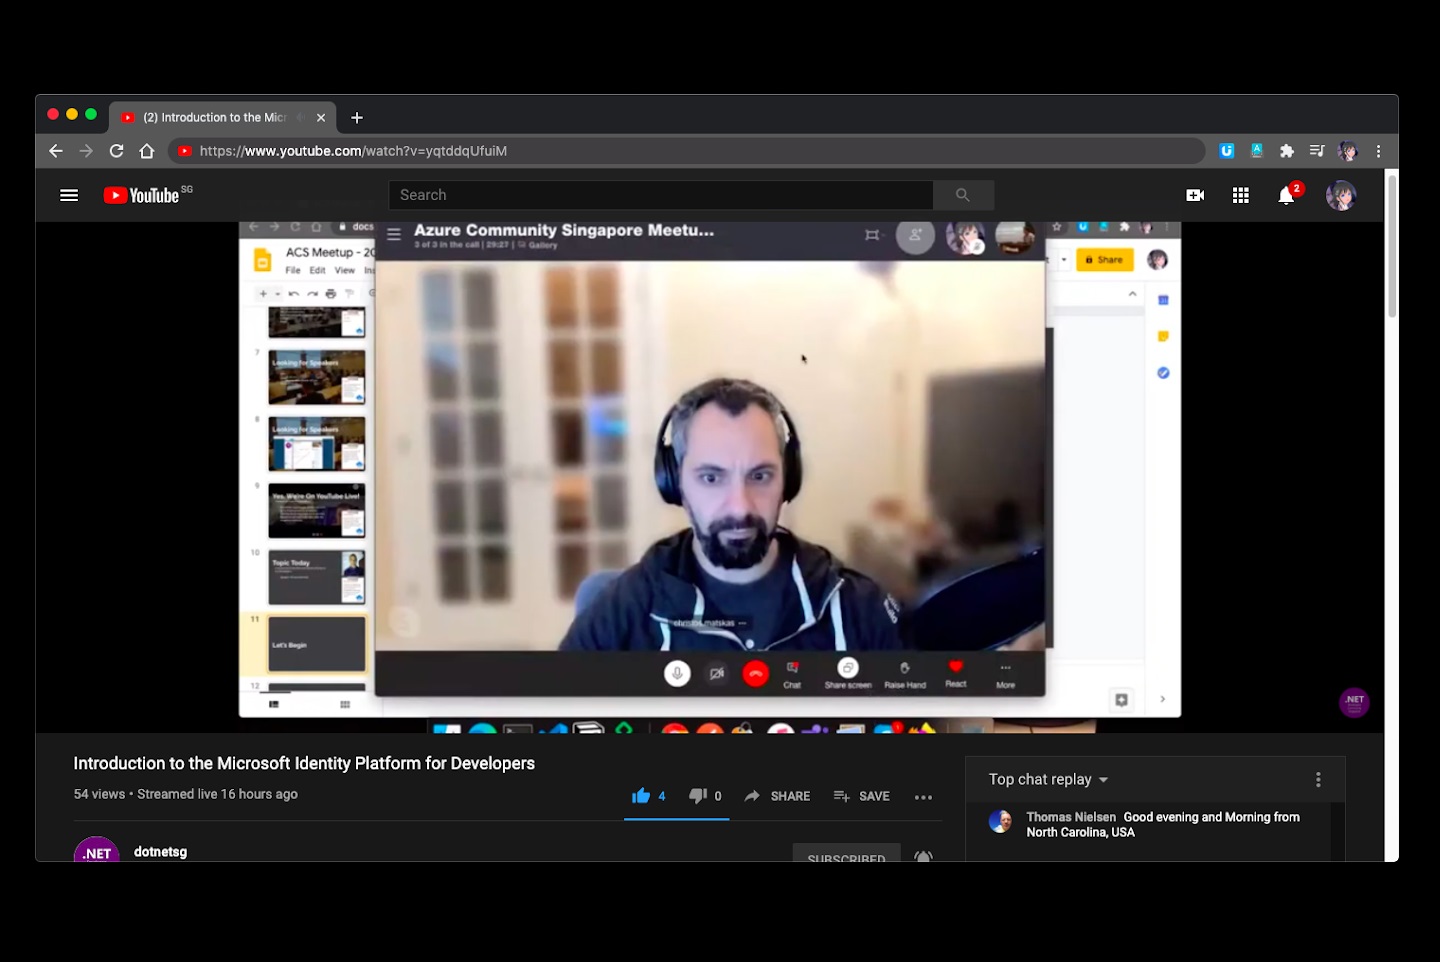 (2) Introduction to the Mic
https://www.youtube.com/watch?v=yqtddqUfuiM
YouTube SG
Search
2
docs
Azure Community Singapore Meetu...
3 of 3 in the call | 29:27 | Gallery
ACS Meetup - 20
File Edit View Ins
Share
7
Looking for Speakers
8
Looking for Speakers
9
Yes, We're On YouTube Live!
10
Topic Today
11
Let's Begin
12
christos.matskas
Chat
Share screen
Raise Hand
React
More
.NET
Introduction to the Microsoft Identity Platform for Developers
54 views • Streamed live 16 hours ago
4
0
SHARE
SAVE
Top chat replay
Thomas Nielsen Good evening and Morning from
North Carolina, USA
.NET
dotnetsg
SUBSCRIBED